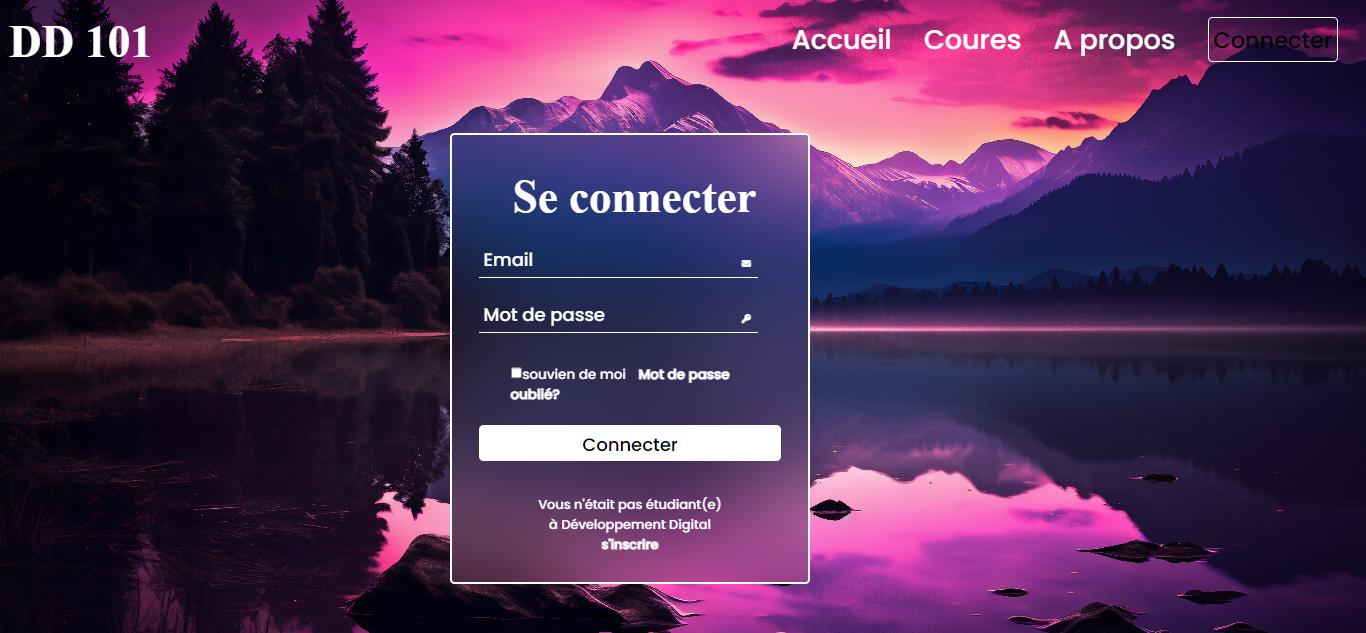 DD 101 Accueil Coures A propos Connecter
Se connecter
Email
Mot de passe
souvien de moi Mot de passe
oublié?
Connecter
Vous n'était pas étudiant(e)
à Développement Digital
s'inscrire